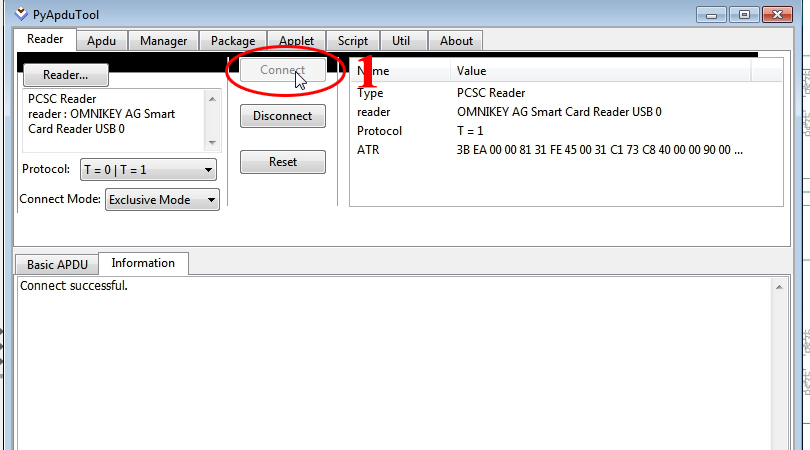 PyApduTool
Reader Apdu Manager Package Applet Script Util About
Reader...
PCSC Reader
reader : OMNIKEY AG Smart
Card Reader USB 0
Protocol: T = 0 | T = 1
Connect Mode: Exclusive Mode
Connect
1
Disconnect
Reset
Name Value
Type PCSC Reader
reader OMNIKEY AG Smart Card Reader USB 0
Protocol T = 1
ATR 3B EA 00 00 81 31 FE 45 00 31 C1 73 C8 40 00 00 90 00 ...
Basic APDU Information
Connect successful.